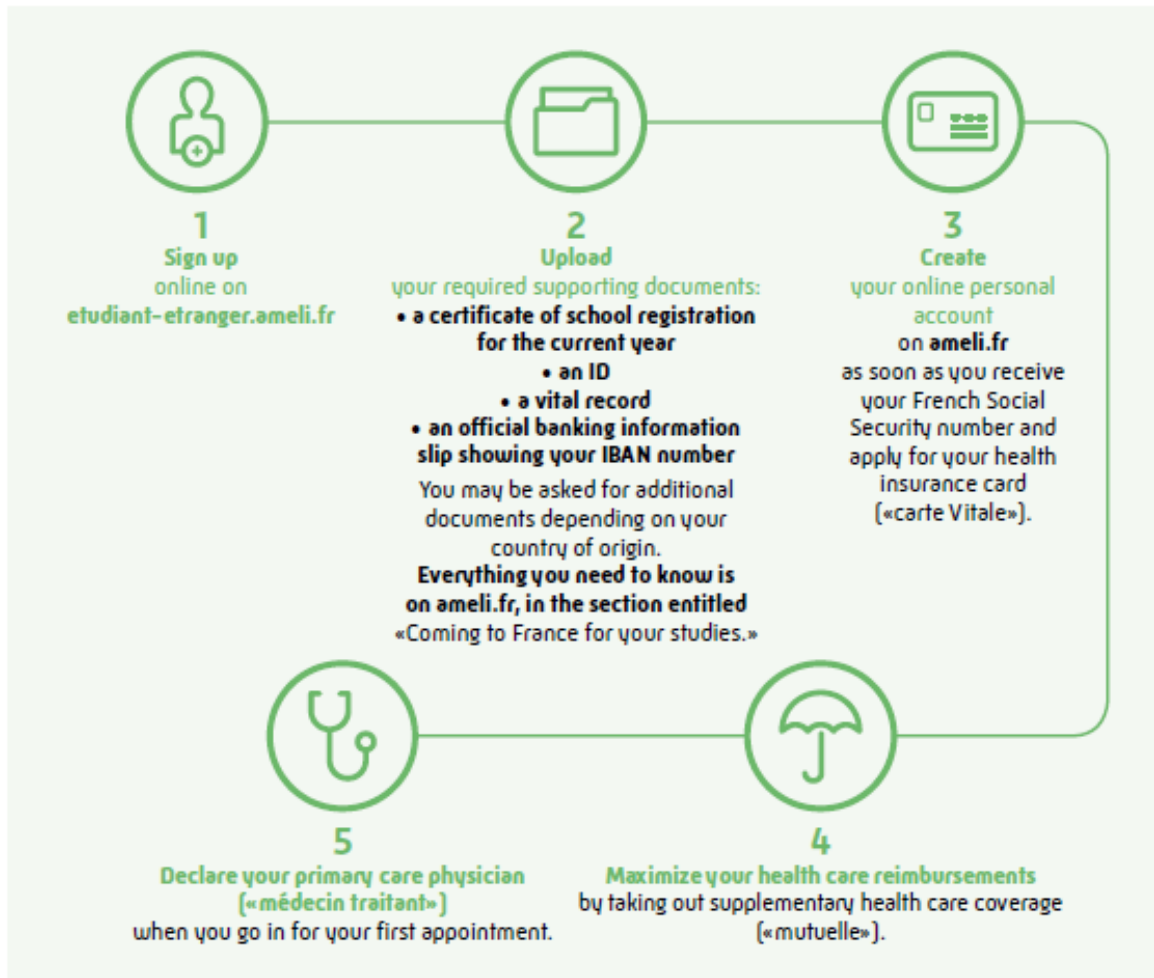 1
Sign up
online on
etudiant-etranger.ameli.fr
2
Upload
your required supporting documents:
• a certificate of school registration
for the current year
• an ID
• a vital record
• an official banking information
slip showing your IBAN number
You may be asked for additional
documents depending on your
country of origin.
Everything you need to know is
on ameli.fr, in the section entitled
«Coming to France for your studies.»
3
Create
your online personal
account
on ameli.fr
as soon as you receive
your French Social
Security number and
apply for your health
insurance card
(«carte Vitale»).
4
Maximize your health care reimbursements
by taking out supplementary health care coverage
(«mutuelle»).
5
Declare your primary care physician
(«médecin traitant»)
when you go in for your first appointment.